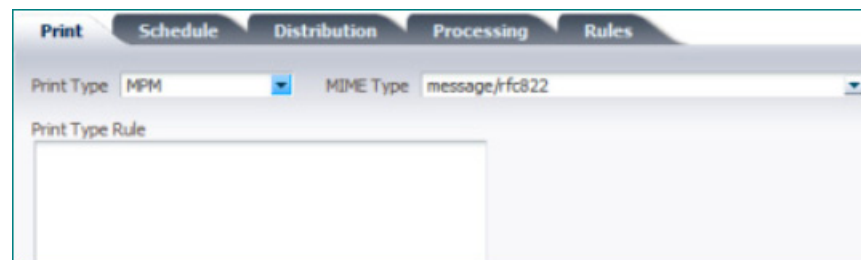 Print Schedule Distribution Processing Rules
Print Type MPM MIME Type message/rfc822
Print Type Rule